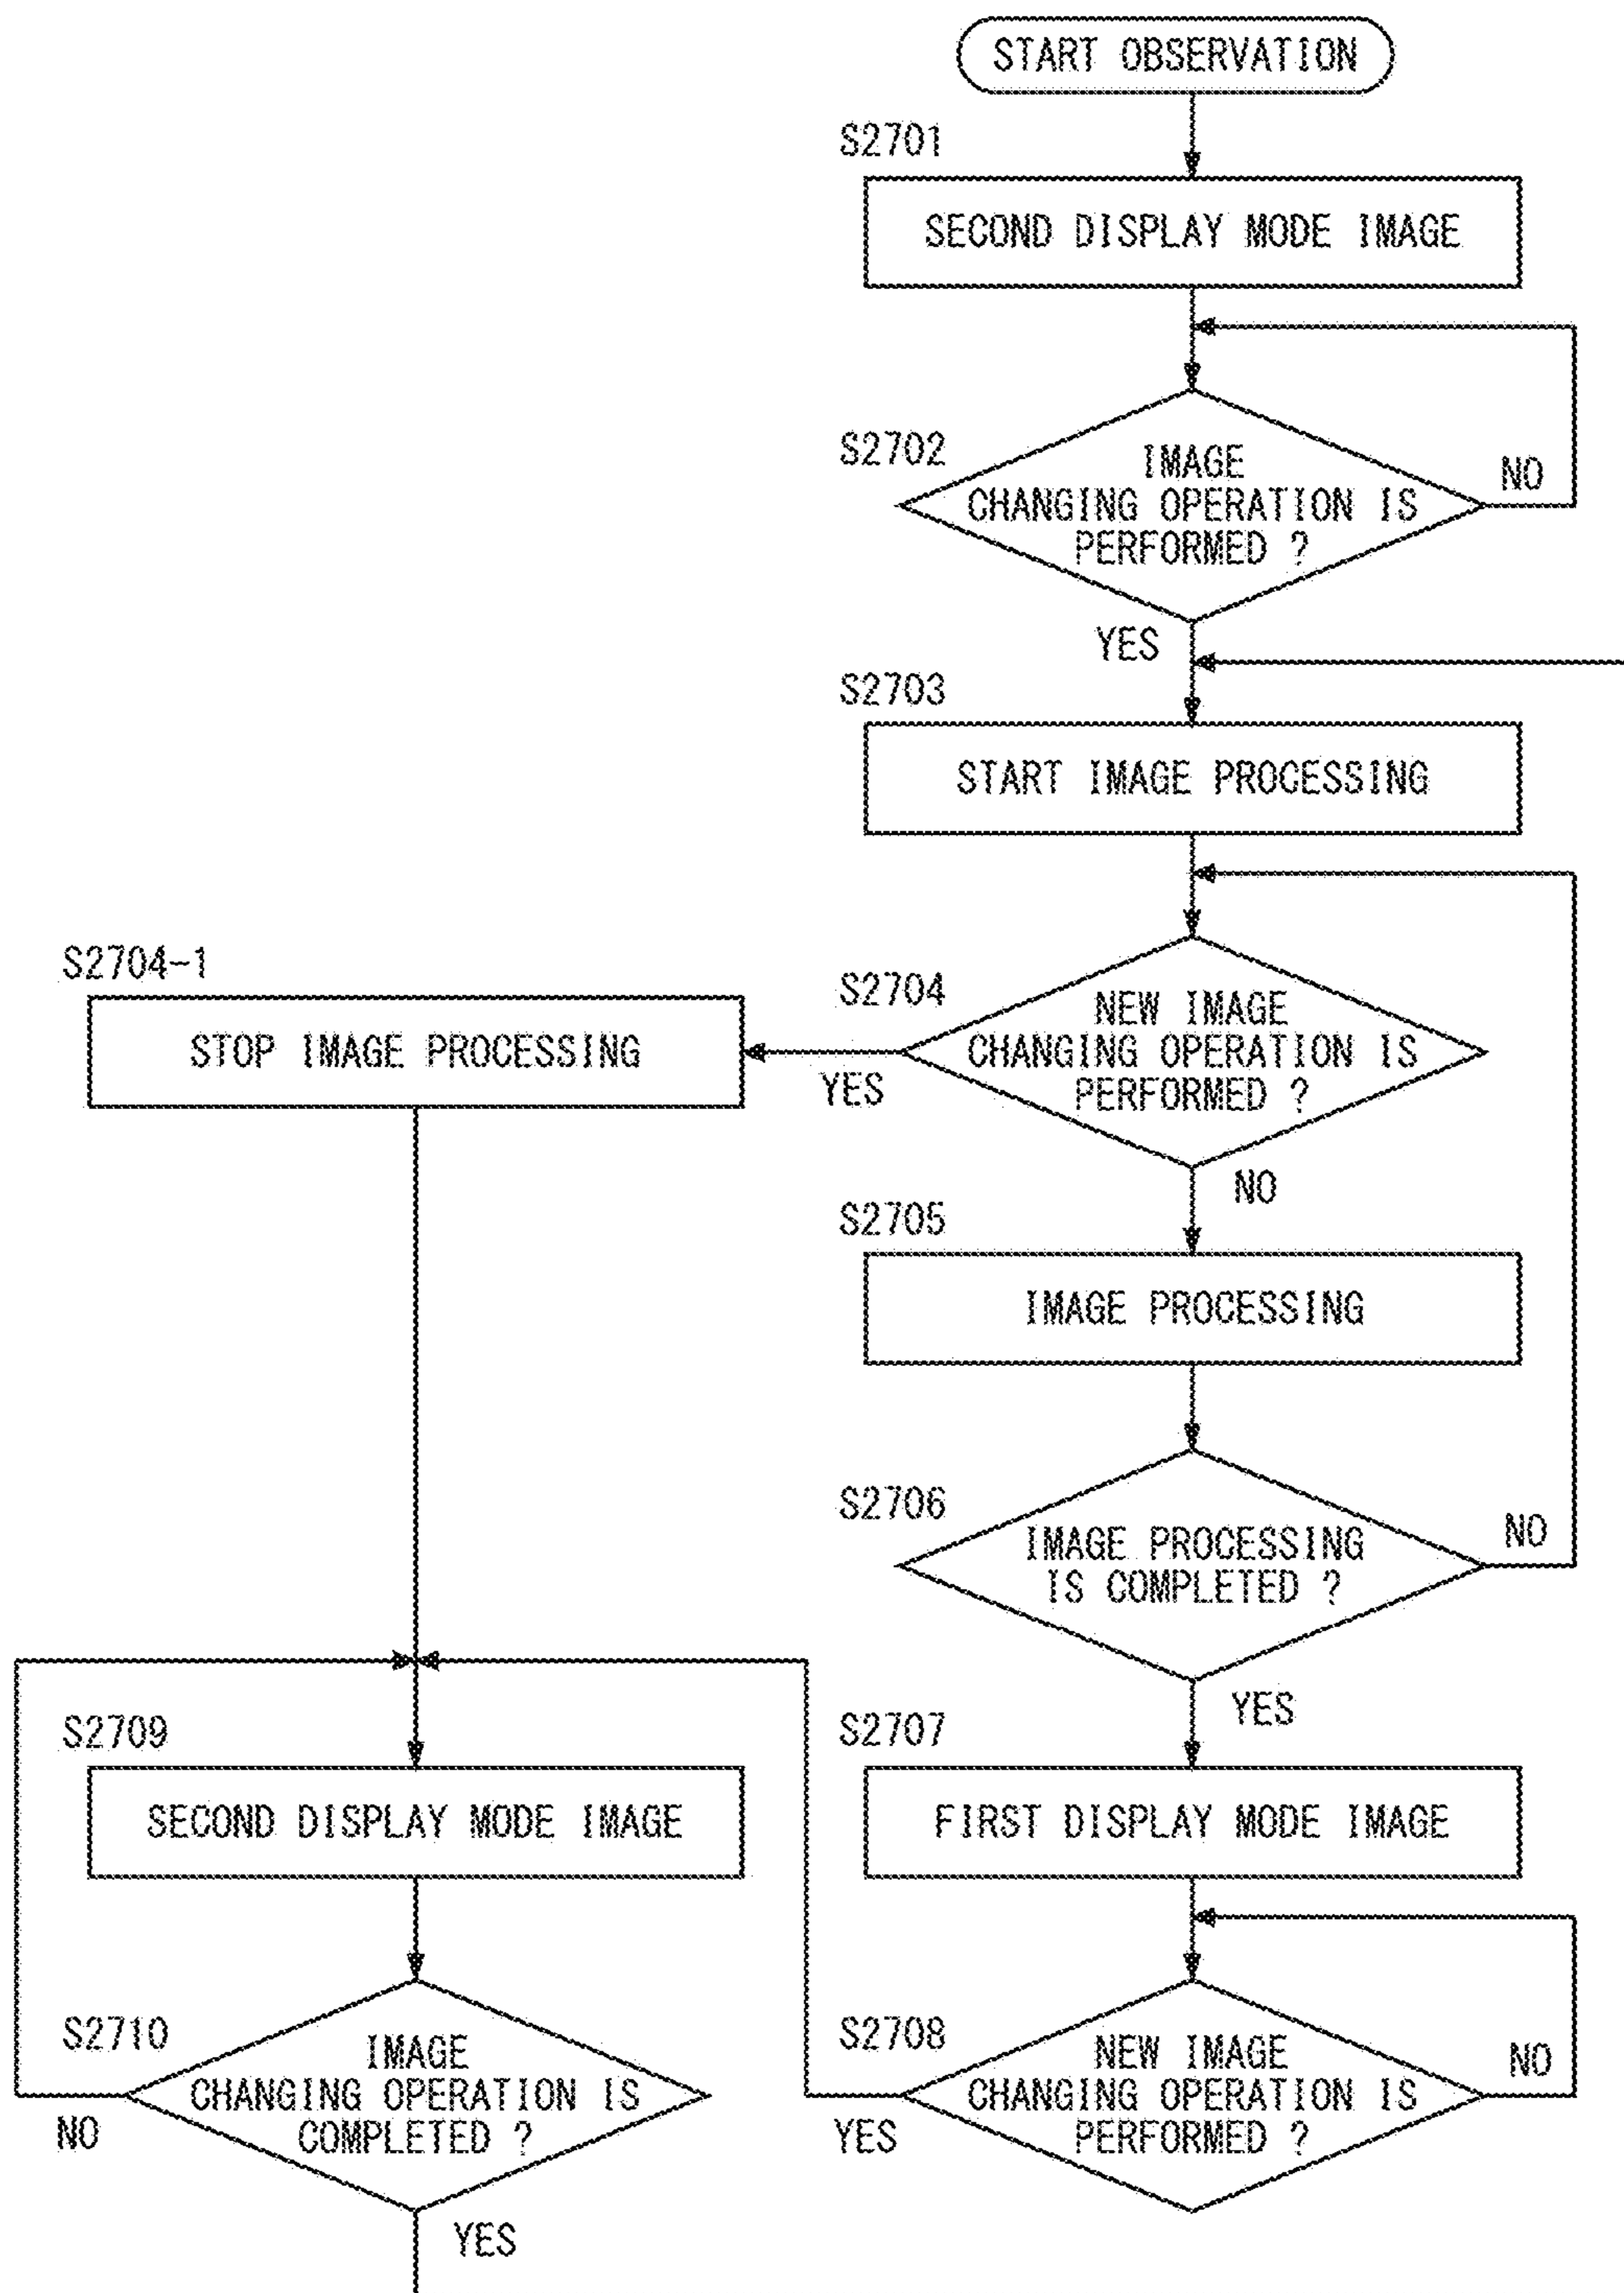 START OBSERVATION
S2701
SECOND DISPLAY MODE IMAGE
S2702
IMAGE
CHANGING OPERATION IS
PERFORMED ?
NO
YES
S2703
START IMAGE PROCESSING
S2704-1
STOP IMAGE PROCESSING
S2704
NEW IMAGE
CHANGING OPERATION IS
PERFORMED ?
YES
NO
S2705
IMAGE PROCESSING
S2706
IMAGE PROCESSING
IS COMPLETED ?
NO
YES
S2709
SECOND DISPLAY MODE IMAGE
S2707
FIRST DISPLAY MODE IMAGE
S2710
IMAGE
CHANGING OPERATION IS
COMPLETED ?
NO
YES
S2708
NEW IMAGE
CHANGING OPERATION IS
PERFORMED ?
NO
YES